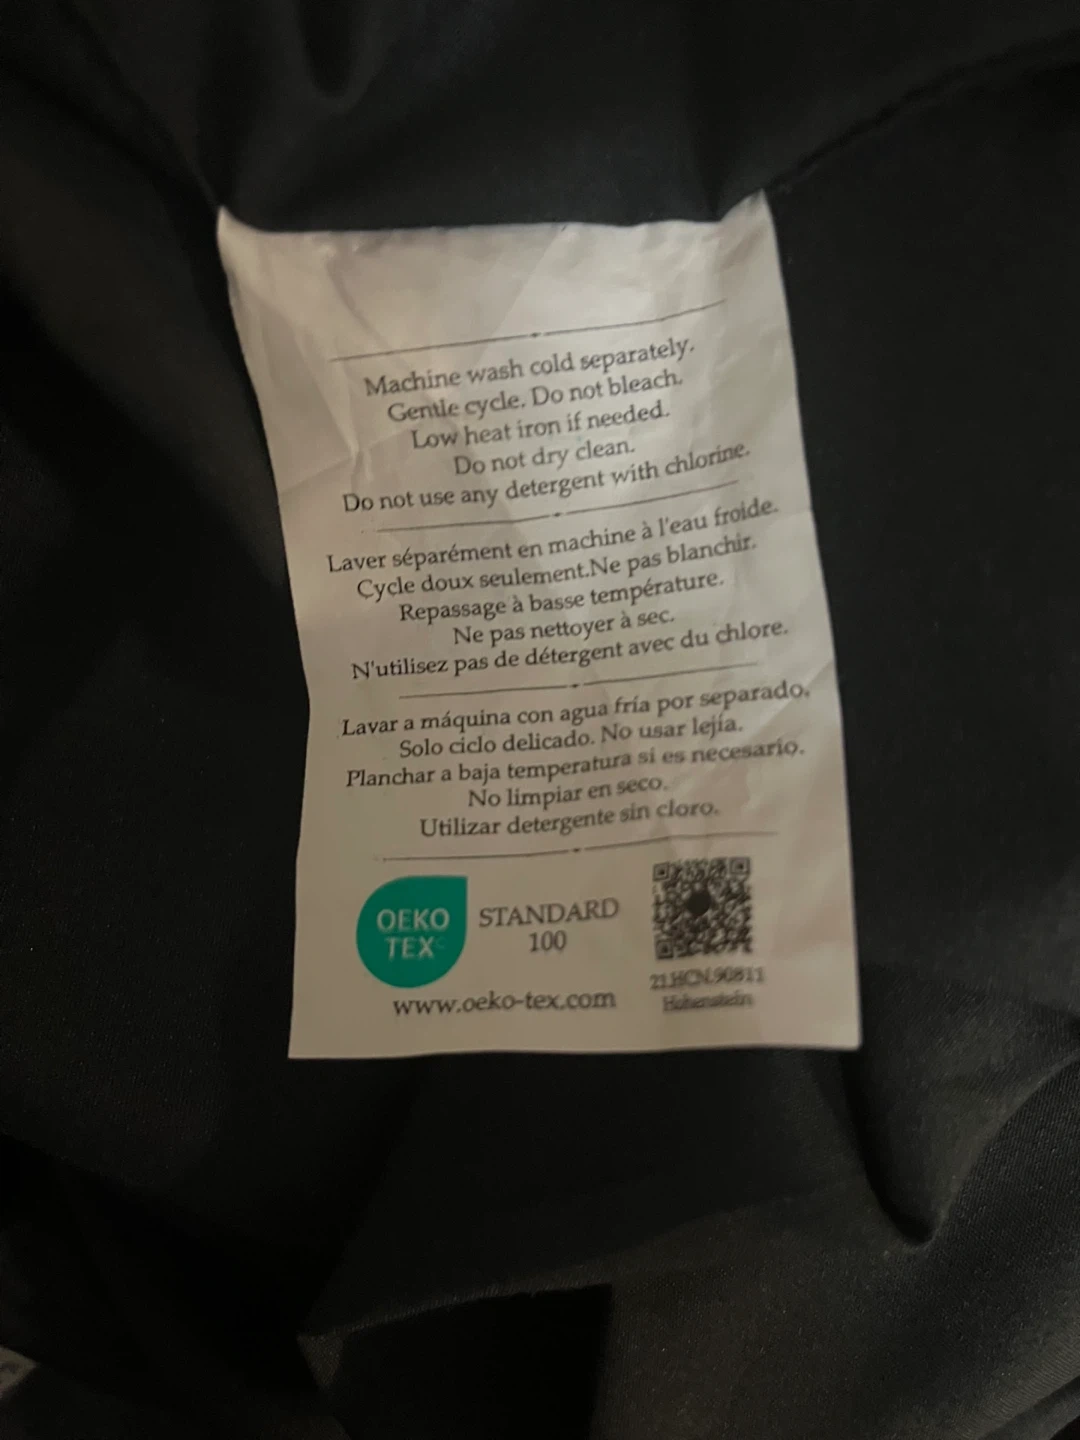 Machine wash cold separately.
Gentle cycle. Do not bleach.
Low heat iron if needed.
Do not dry clean.
Do not use any detergent with chlorine.
Laver séparément en machine à l'eau froide.
Cycle doux seulement.Ne pas blanchir.
Repassage à basse température.
Ne pas nettoyer à sec.
N'utilisez pas de détergent avec du chlore.
Lavar a máquina con agua fría por separado.
Solo ciclo delicado. No usar lejía.
Planchar a baja temperatura si es necesario.
No limpiar en seco.
Utilizar detergente sin cloro.
OEKO
TEX
STANDARD
100
www.oeko-tex.com
21.HCN.90811
Hohenstein